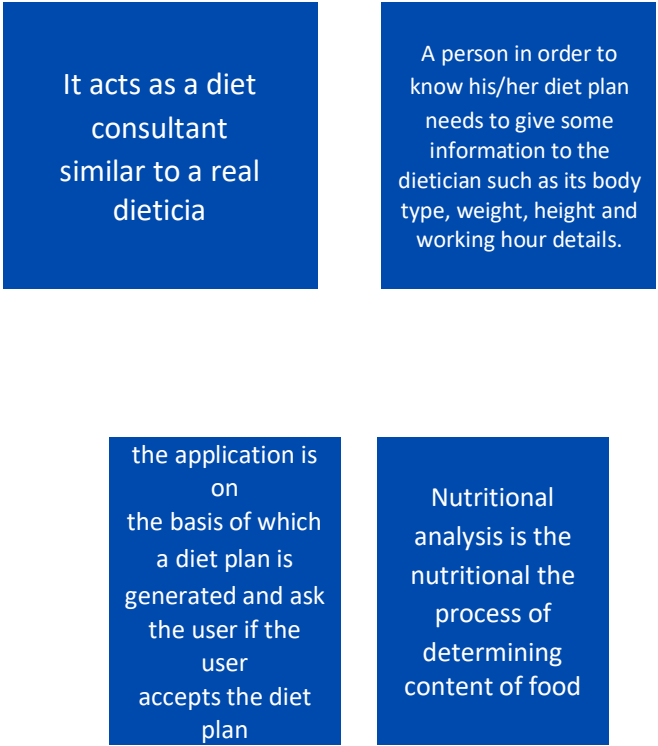 It acts as a diet
consultant
similar to a real
dieticia
A person in order to
know his/her diet plan
needs to give some
information to the
dietician such as its body
type, weight, height and
working hour details.
the application is
on
the basis of which
a diet plan is
generated and ask
the user if the
user
accepts the diet
plan
Nutritional
analysis is the
nutritional the
process of
determining
content of food